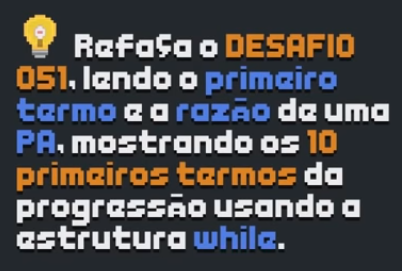 Refaça o DESAFIO
051, lendo o primeiro
termo e a razão de uma
PA, mostrando os 10
primeiros termos da
progressão usando a
estrutura while.